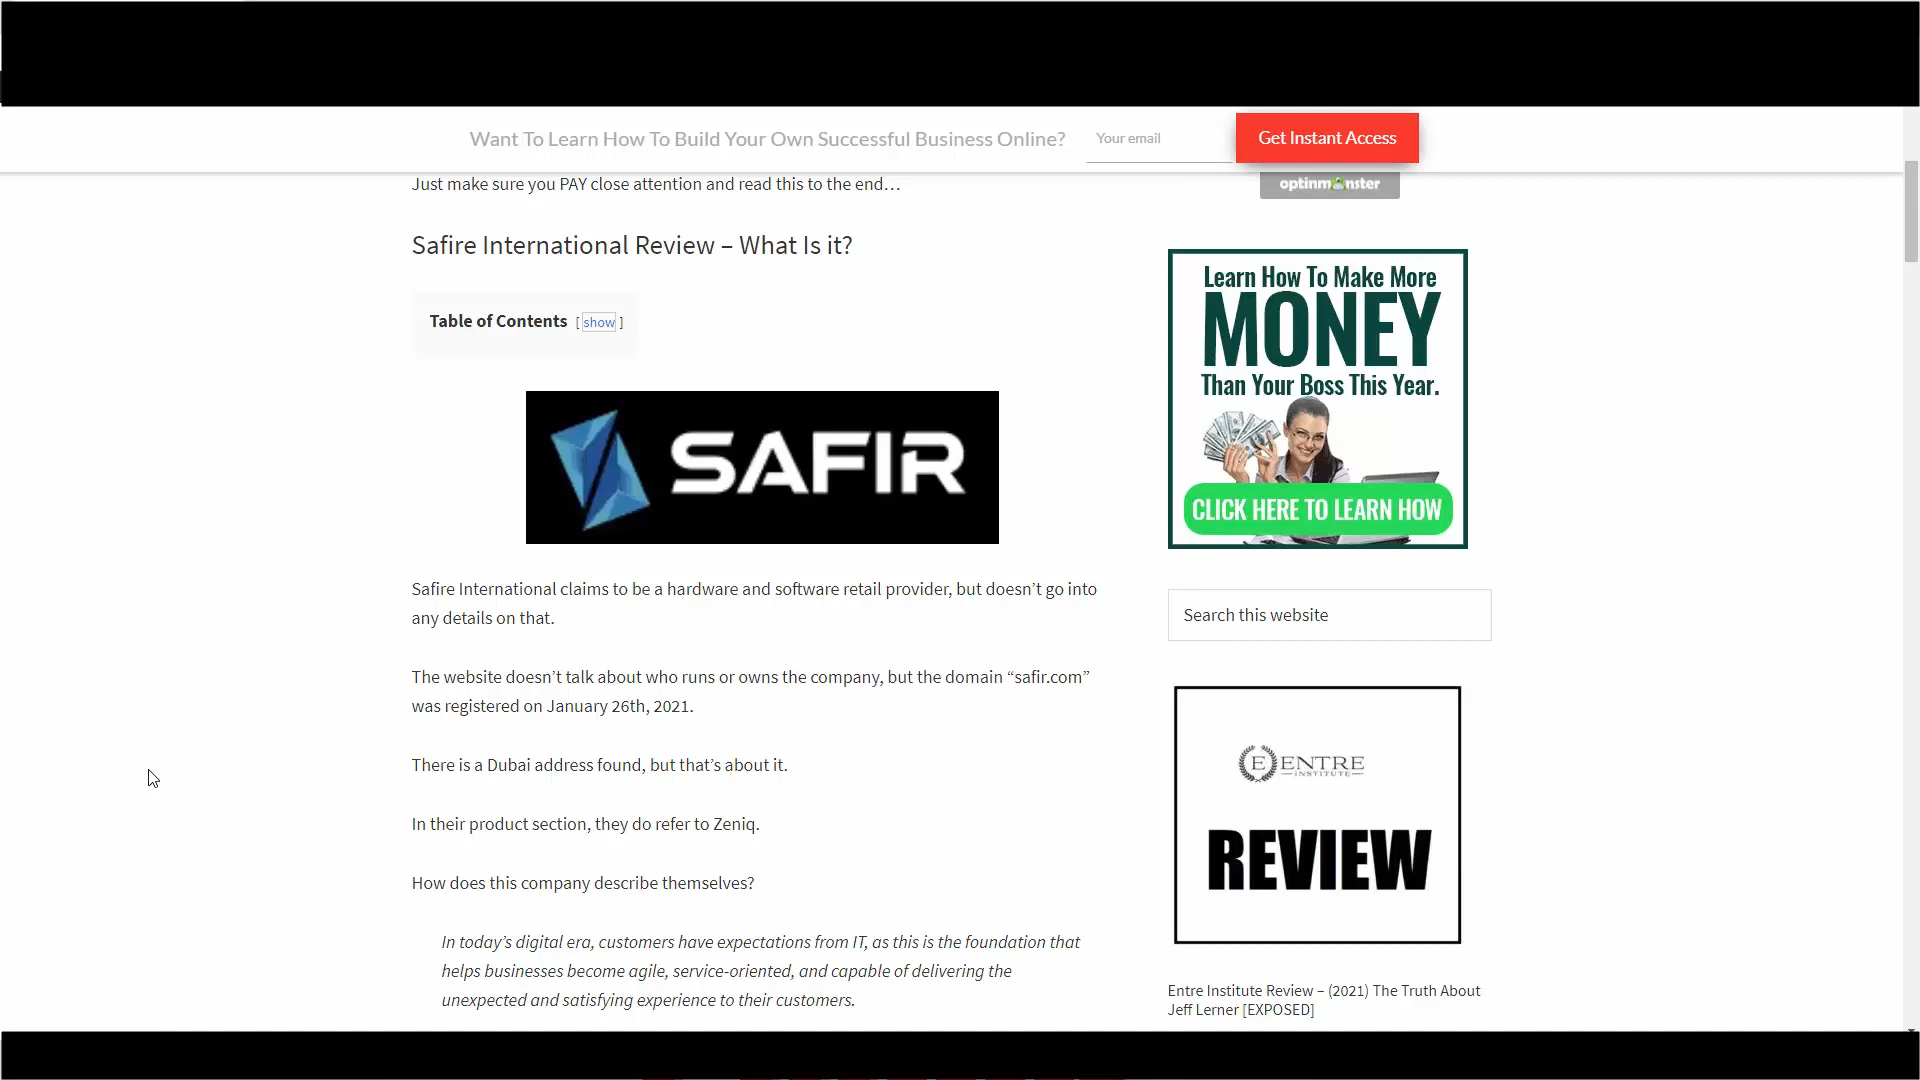 Want To Learn How To Build Your Own Successful Business Online?
Your email
Get Instant Access
Just make sure you PAY close attention and read this to the end…
optinmonster
Safire International Review – What Is it?
Table of Contents [ show ]
SAFIR
Safire International claims to be a hardware and software retail provider, but doesn’t go into
any details on that.
The website doesn’t talk about who runs or owns the company, but the domain “safir.com”
was registered on January 26th, 2021.
There is a Dubai address found, but that’s about it.
In their product section, they do refer to Zeniq.
How does this company describe themselves?
In today’s digital era, customers have expectations from IT, as this is the foundation that
helps businesses become agile, service-oriented, and capable of delivering the
unexpected and satisfying experience to their customers.
Learn How To Make More
MONEY
Than Your Boss This Year.
CLICK HERE TO LEARN HOW
Search this website
E ENTRE
INSTITUTE
REVIEW
Entre Institute Review – (2021) The Truth About
Jeff Lerner [EXPOSED]